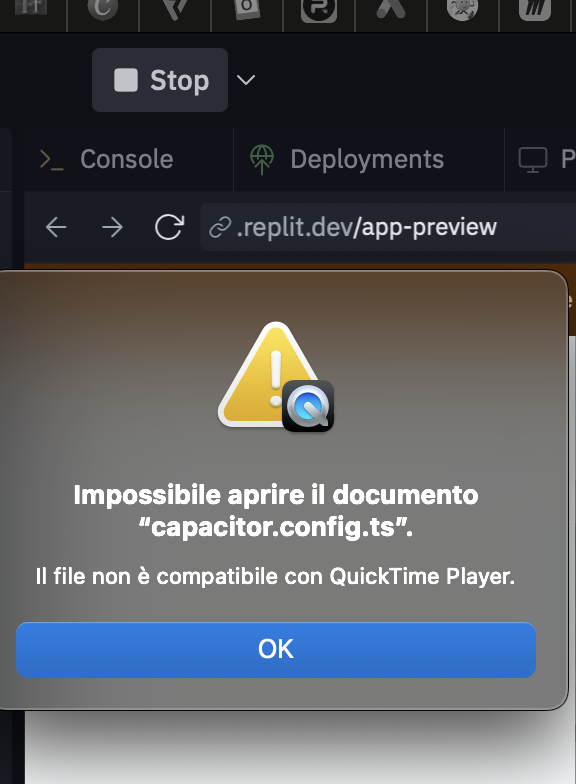 Stop
Console
Deployments
P
.replit.dev/app-preview
e
Impossibile aprire il documento
“capacitor.config.ts”.
Il file non è compatibile con QuickTime Player.
OK